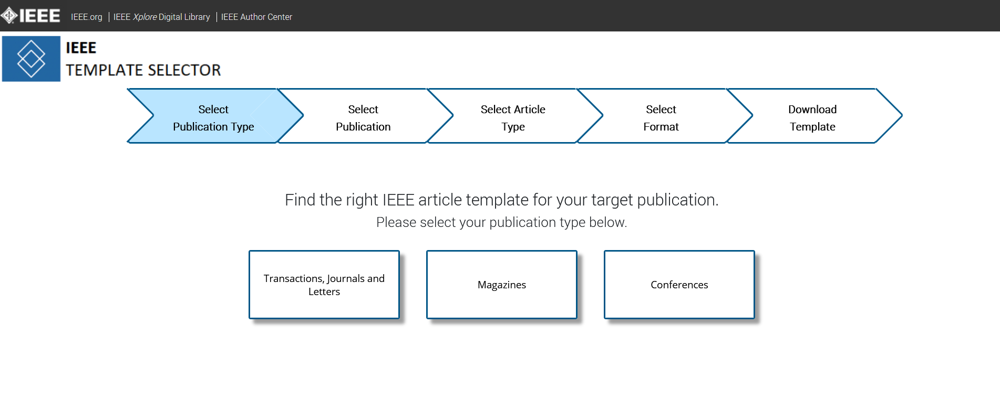 IEEE
IEEE.org | IEEE Xplore Digital Library | IEEE Author Center
IEEE
TEMPLATE SELECTOR
Select
Publication Type
Select
Publication
Select Article
Type
Select
Format
Download
Template
Find the right IEEE article template for your target publication.
Please select your publication type below.
Transactions, Journals and
Letters
Magazines
Conferences